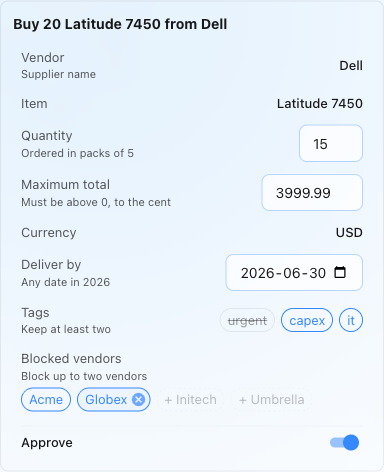 Buy 20 Latitude 7450 from Dell
Vendor
Supplier name
Dell
Item
Latitude 7450
Quantity
Ordered in packs of 5
15
Maximum total
Must be above 0, to the cent
3999.99
Currency
USD
Deliver by
Any date in 2026
2026-06-30
Tags
Keep at least two
urgent capex it
Blocked vendors
Block up to two vendors
Acme Globex + Initech + Umbrella
Approve